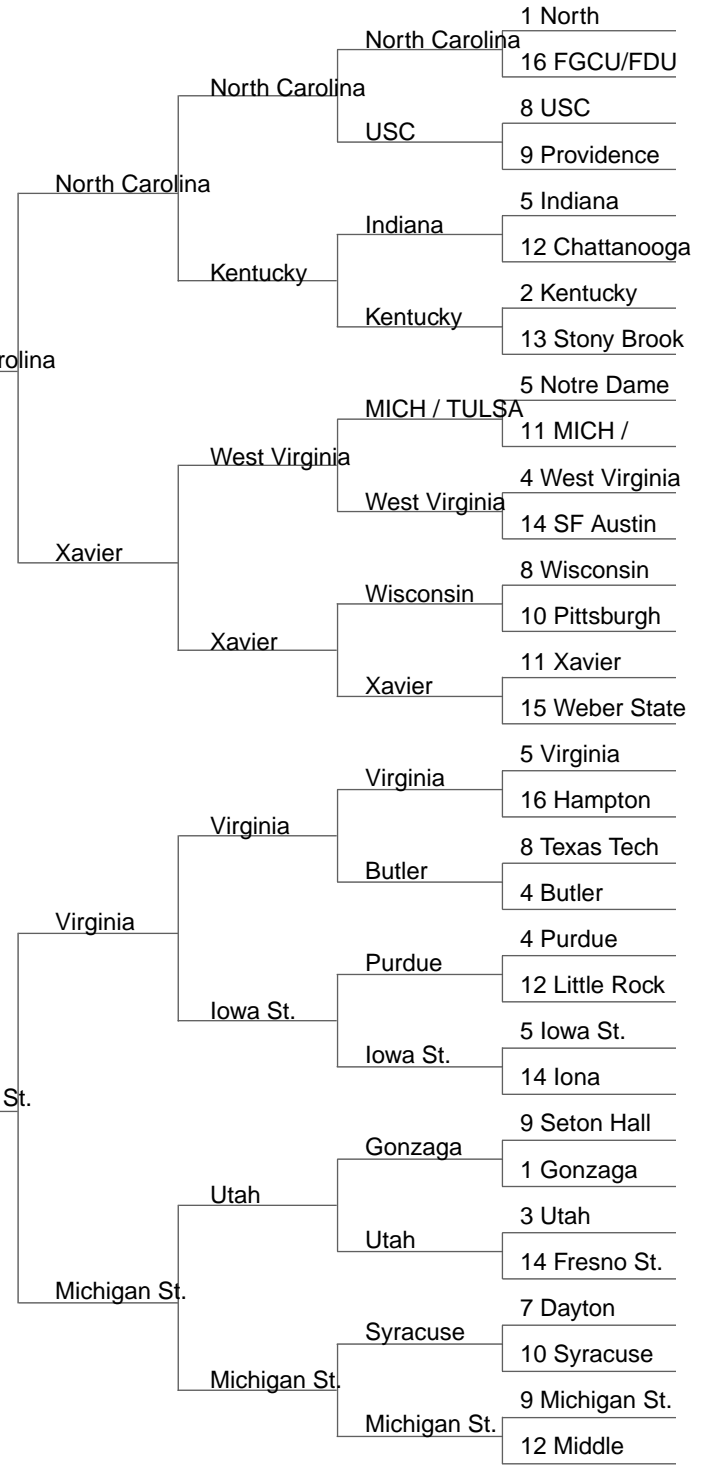 1 North
North Carolina
16 FGCU/FDU
North Carolina
8 USC
USC
9 Providence
North Carolina
5 Indiana
Indiana
12 Chattanooga
Kentucky
2 Kentucky
Kentucky
13 Stony Brook
rolina
5 Notre Dame
MICH / TULSA
11 MICH /
West Virginia
4 West Virginia
West Virginia
14 SF Austin
Xavier
8 Wisconsin
Wisconsin
10 Pittsburgh
Xavier
11 Xavier
Xavier
15 Weber State
5 Virginia
Virginia
16 Hampton
Virginia
8 Texas Tech
Butler
4 Butler
Virginia
4 Purdue
Purdue
12 Little Rock
Iowa St.
5 Iowa St.
Iowa St.
14 Iona
St.
9 Seton Hall
Gonzaga
1 Gonzaga
Utah
3 Utah
Utah
14 Fresno St.
Michigan St.
7 Dayton
Syracuse
10 Syracuse
Michigan St.
9 Michigan St.
Michigan St.
12 Middle